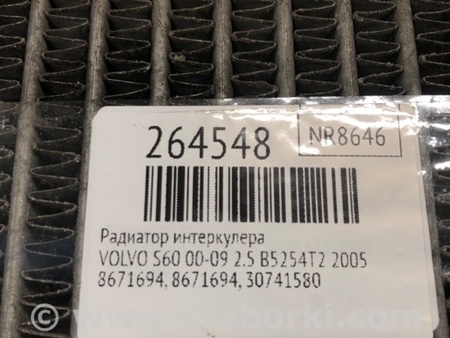 264548
NR8646
Радиатор интеркулера
VOLVO S60 00-09 2.5 B5254T2 2005
8671694, 8671694, 30741580